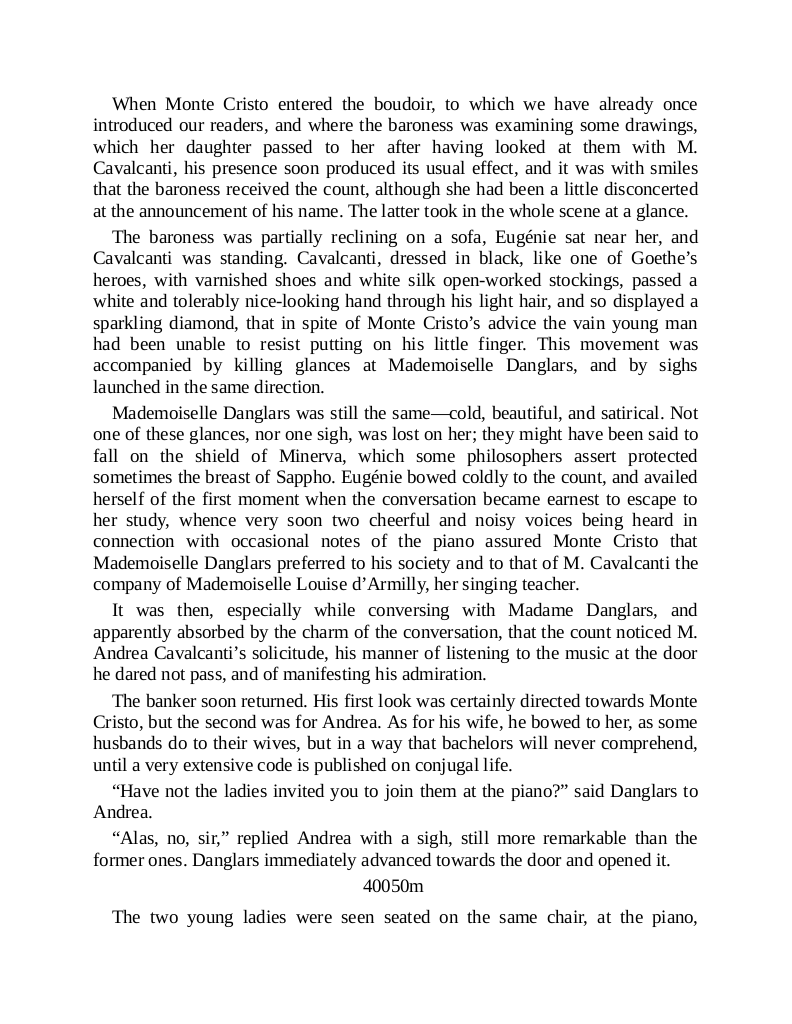 When Monte Cristo entered the boudoir, to which we have already once
introduced our readers, and where the baroness was examining some drawings,
which her daughter passed to her after having looked at them with M.
Cavalcanti, his presence soon produced its usual effect, and it was with smiles
that the baroness received the count, although she had been a little disconcerted
at the announcement of his name. The latter took in the whole scene at a glance.
The baroness was partially reclining on a sofa, Eugénie sat near her, and
Cavalcanti was standing. Cavalcanti, dressed in black, like one of Goethe’s
heroes, with varnished shoes and white silk open-worked stockings, passed a
white and tolerably nice-looking hand through his light hair, and so displayed a
sparkling diamond, that in spite of Monte Cristo’s advice the vain young man
had been unable to resist putting on his little finger. This movement was
accompanied by killing glances at Mademoiselle Danglars, and by sighs
launched in the same direction.
Mademoiselle Danglars was still the same—cold, beautiful, and satirical. Not
one of these glances, nor one sigh, was lost on her; they might have been said to
fall on the shield of Minerva, which some philosophers assert protected
sometimes the breast of Sappho. Eugénie bowed coldly to the count, and availed
herself of the first moment when the conversation became earnest to escape to
her study, whence very soon two cheerful and noisy voices being heard in
connection with occasional notes of the piano assured Monte Cristo that
Mademoiselle Danglars preferred to his society and to that of M. Cavalcanti the
company of Mademoiselle Louise d’Armilly, her singing teacher.
It was then, especially while conversing with Madame Danglars, and
apparently absorbed by the charm of the conversation, that the count noticed M.
Andrea Cavalcanti’s solicitude, his manner of listening to the music at the door
he dared not pass, and of manifesting his admiration.
The banker soon returned. His first look was certainly directed towards Monte
Cristo, but the second was for Andrea. As for his wife, he bowed to her, as some
husbands do to their wives, but in a way that bachelors will never comprehend,
until a very extensive code is published on conjugal life.
“Have not the ladies invited you to join them at the piano?” said Danglars to
Andrea.
“Alas, no, sir,” replied Andrea with a sigh, still more remarkable than the
former ones. Danglars immediately advanced towards the door and opened it.
40050m
The two young ladies were seen seated on the same chair, at the piano,